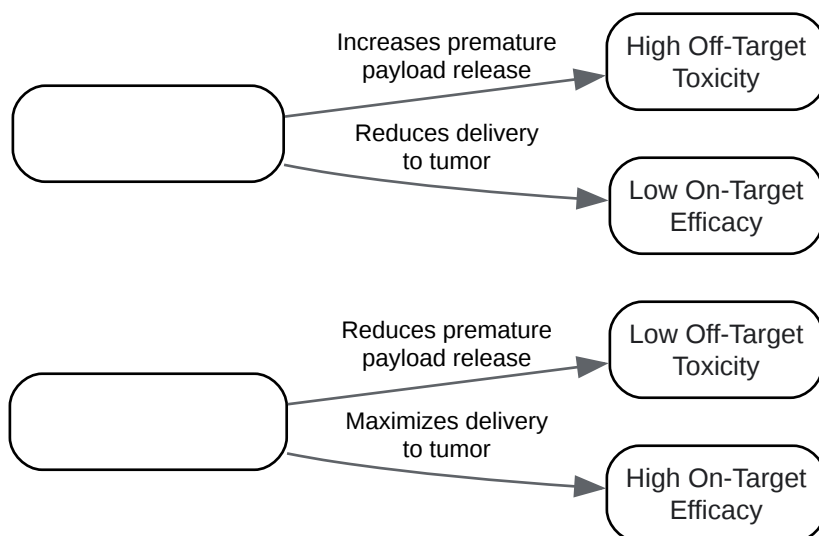 Increases premature
payload release
High Off-Target
Toxicity
Reduces delivery
to tumor
Low On-Target
Efficacy
Reduces premature
payload release
Low Off-Target
Toxicity
Maximizes delivery
to tumor
High On-Target
Efficacy